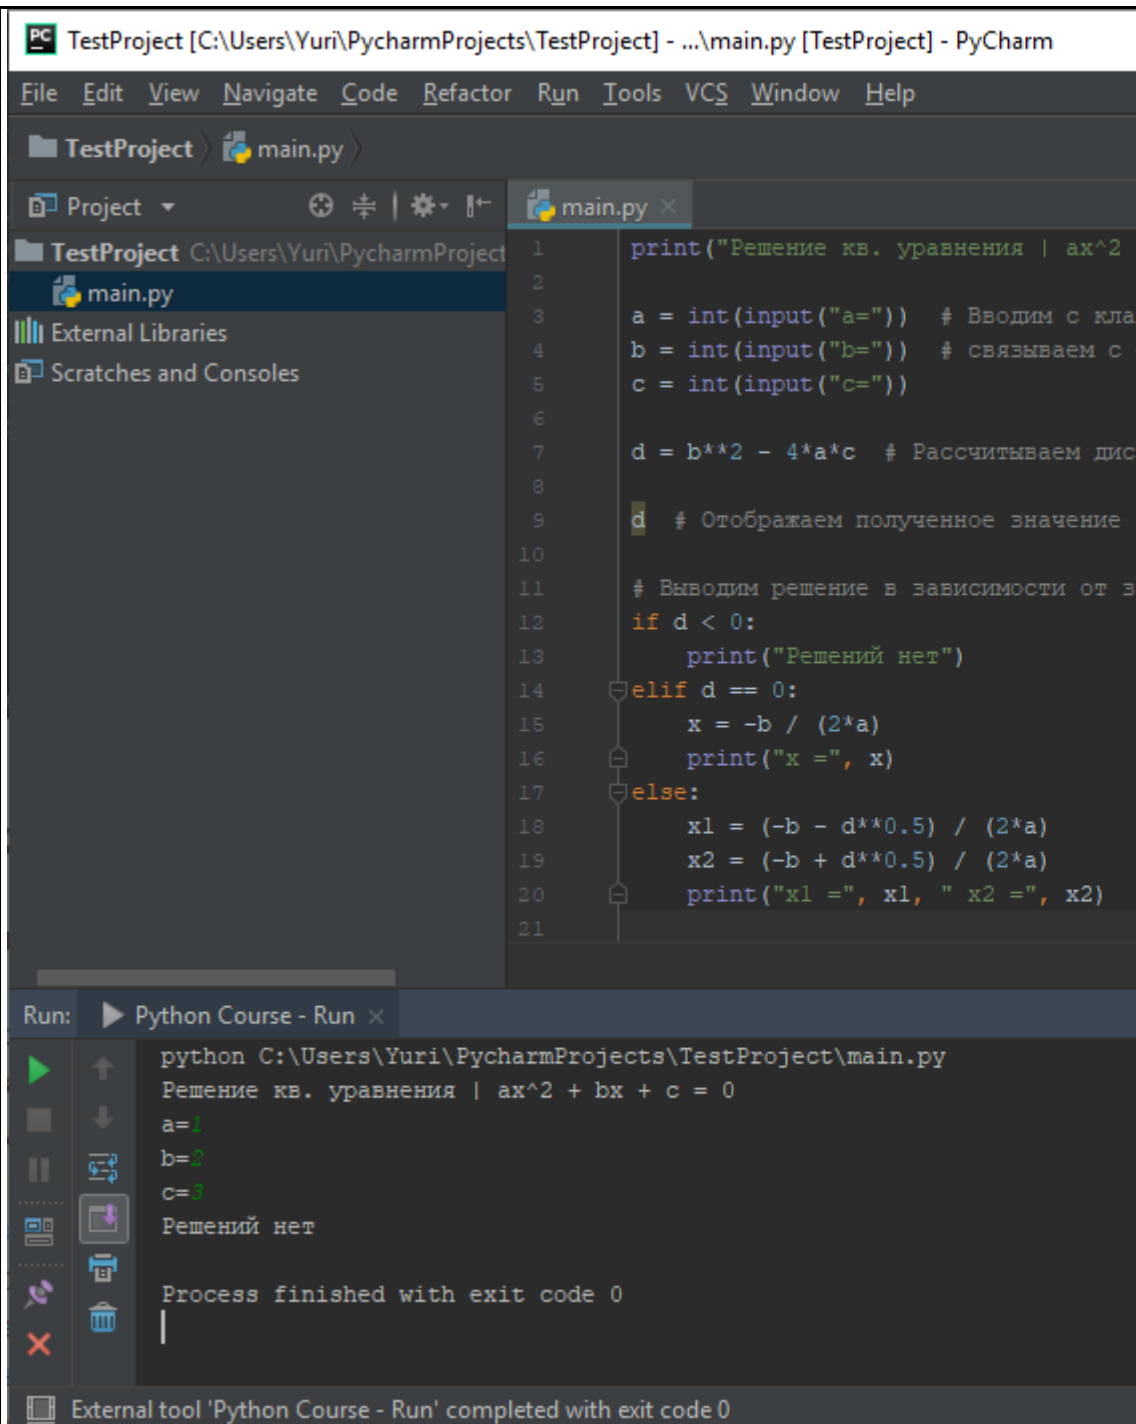 PC TestProject [C:\Users\Yuri\PycharmProjects\TestProject] - ...\main.py [TestProject] - PyCharm
File Edit View Navigate Code Refactor Run Tools VCS Window Help
TestProject main.py
Project
main.py
TestProject C:\Users\Yuri\PycharmProject
main.py
External Libraries
Scratches and Consoles
1 print("Решение кв. уравнения | ax^2
2
3 a = int(input("a=")) # Вводим с кла
4 b = int(input("b=")) # связываем с
5 c = int(input("c="))
6
7 d = b**2 - 4*a*c # Рассчитываем дис
8
9 d # Отображаем полученное значение
10
11 # Выводим решение в зависимости от з
12 if d < 0:
13 print("Решений нет")
14 elif d == 0:
15 x = -b / (2*a)
16 print("x =", x)
17 else:
18 x1 = (-b - d**0.5) / (2*a)
19 x2 = (-b + d**0.5) / (2*a)
20 print("x1 =", x1, " x2 =", x2)
21
Run: Python Course - Run
python C:\Users\Yuri\PycharmProjects\TestProject\main.py
Решение кв. уравнения | ax^2 + bx + c = 0
a=1
b=2
c=3
Решений нет
Process finished with exit code 0
External tool 'Python Course - Run' completed with exit code 0